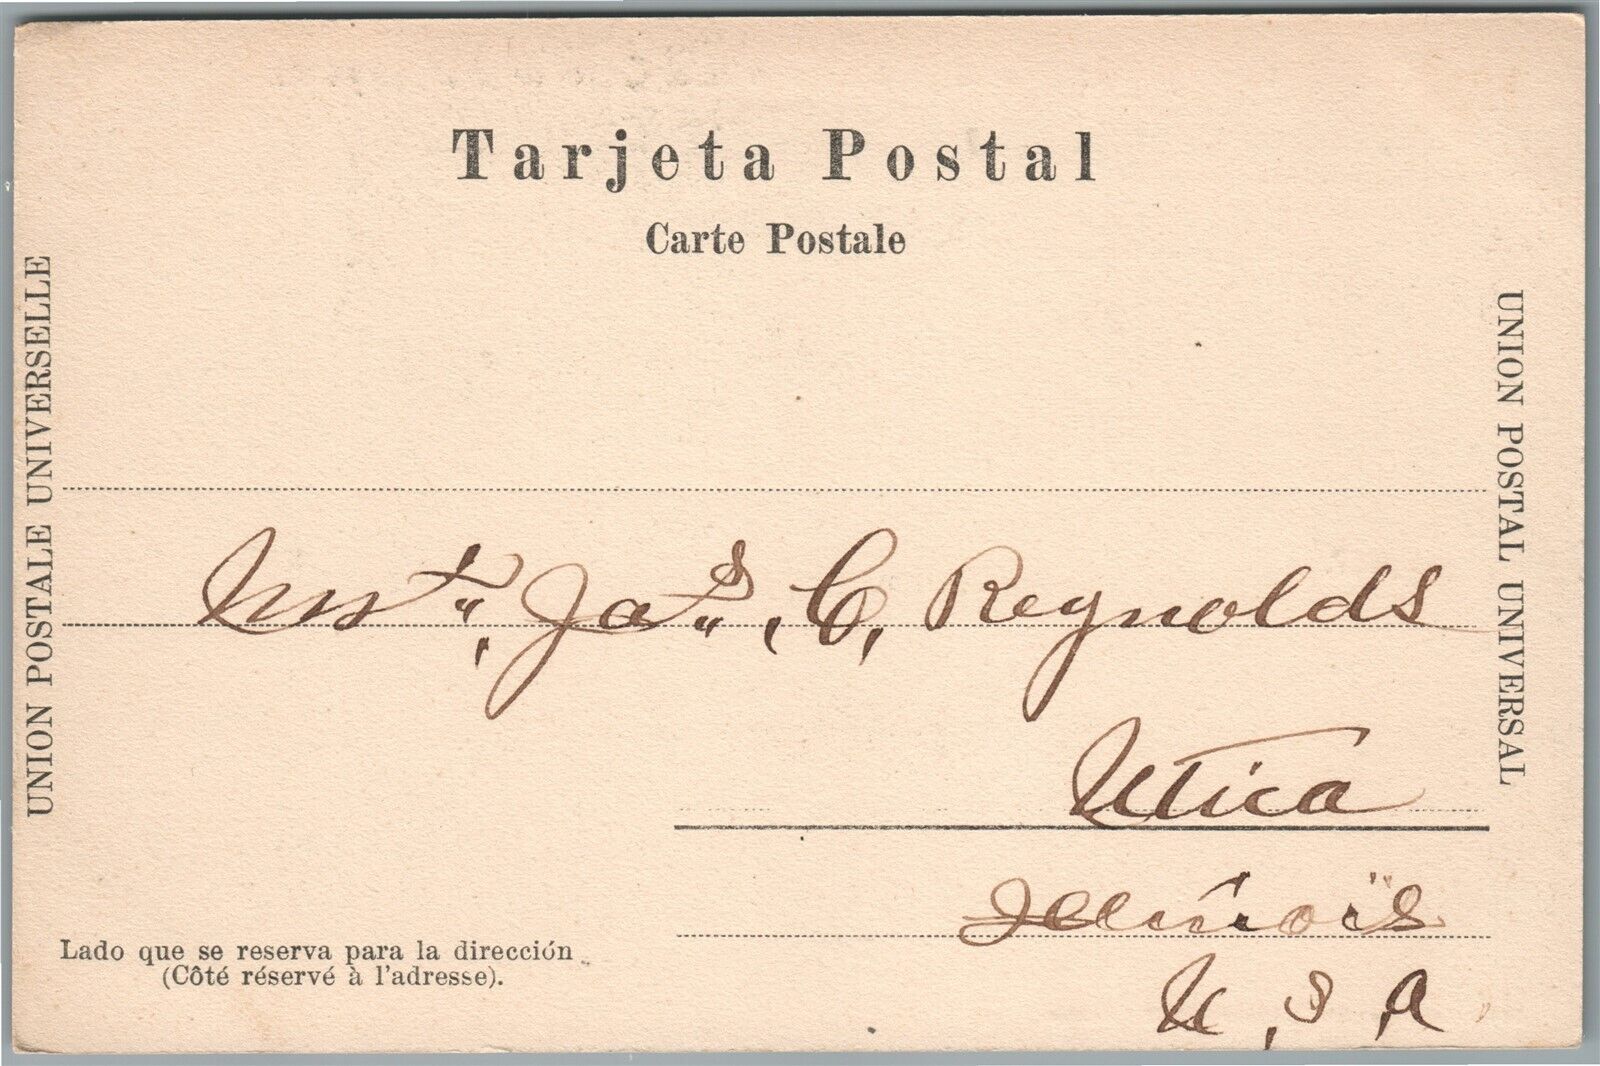 Tarjeta Postal
Carte Postale
UNION POSTALE UNIVERSELLE
UNION POSTAL UNIVERSAL
Jas., C, Reynolds
Utica
Illinois
U, S, A,
Lado que se reserva para la dirección
(Côté réservé à l'adresse).